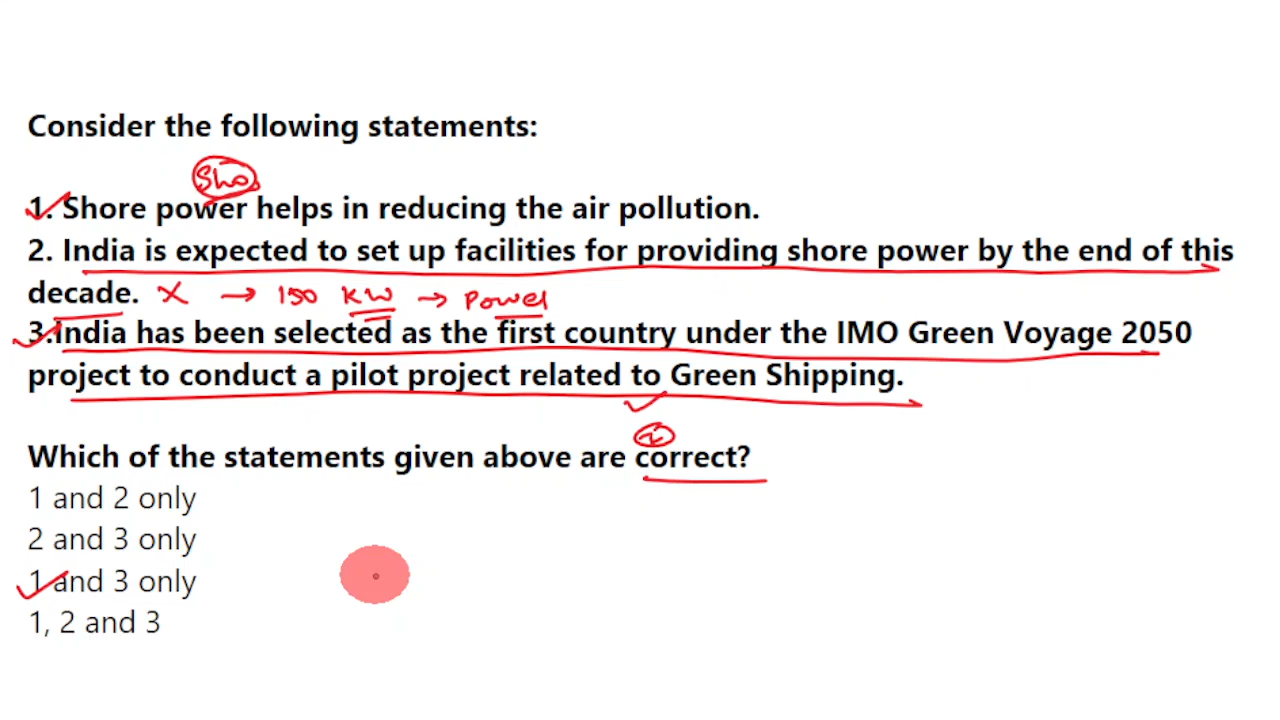 Consider the following statements:
Sho
1. Shore power helps in reducing the air pollution.
2. India is expected to set up facilities for providing shore power by the end of this
decade. X → 150 KW → Power
3.India has been selected as the first country under the IMO Green Voyage 2050
project to conduct a pilot project related to Green Shipping.
Which of the statements given above are correct?
1 and 2 only
2 and 3 only
1 and 3 only
1, 2 and 3